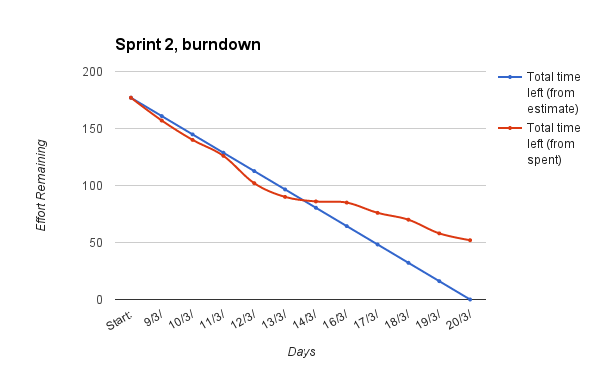 Sprint 2, burndown
200
150
100
50
0
Effort Remaining
Start:
9/3/
10/3/
11/3/
12/3/
13/3/
14/3/
16/3/
17/3/
18/3/
19/3/
20/3/
Days
Total time
left (from
estimate)
Total time
left (from
spent)